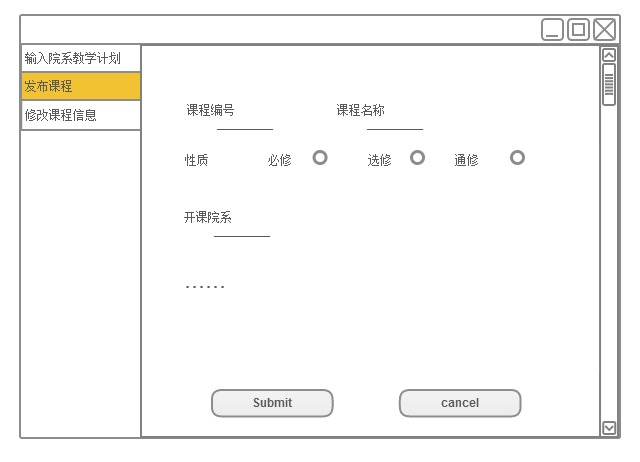 输入院系教学计划
发布课程
修改课程信息
课程编号 课程名称
性质 必修 选修 通修
开课院系
······
Submit cancel